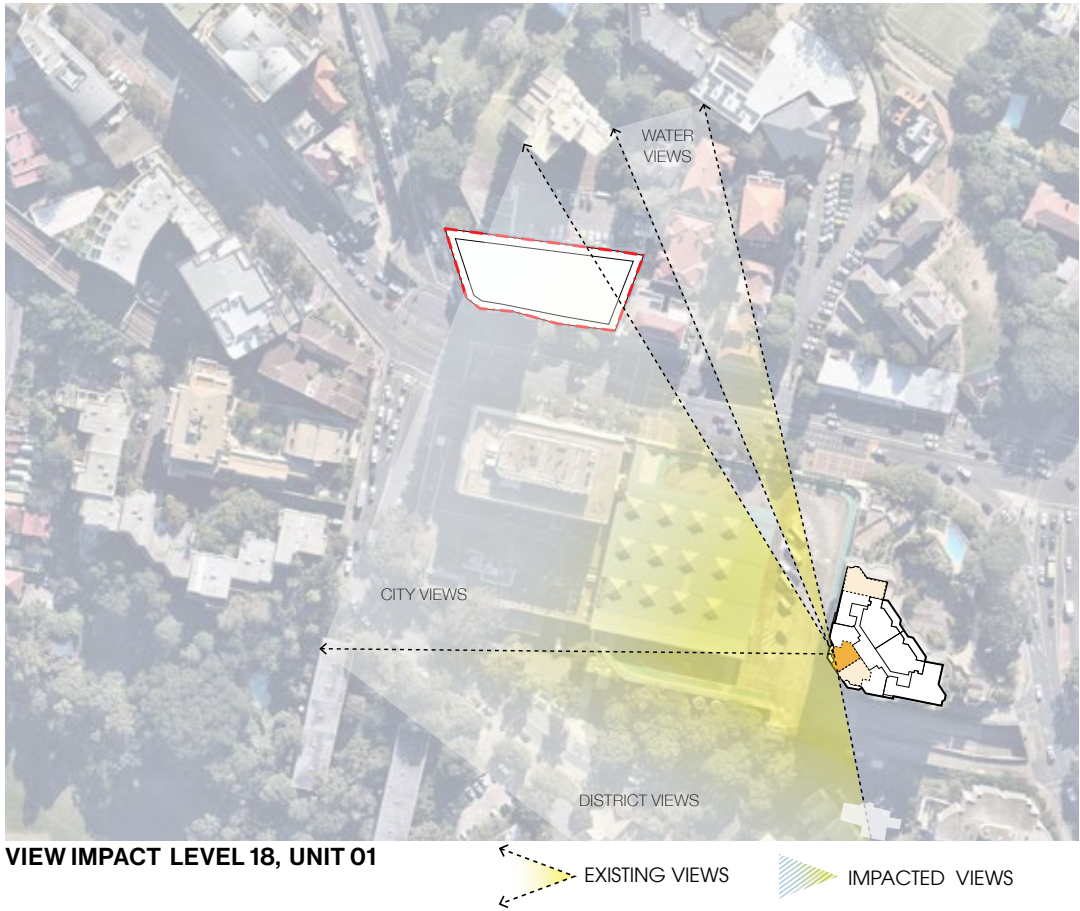 WATER
VIEWS
CITY VIEWS
DISTRICT VIEWS
VIEW IMPACT LEVEL 18, UNIT 01
EXISTING VIEWS
IMPACTED VIEWS